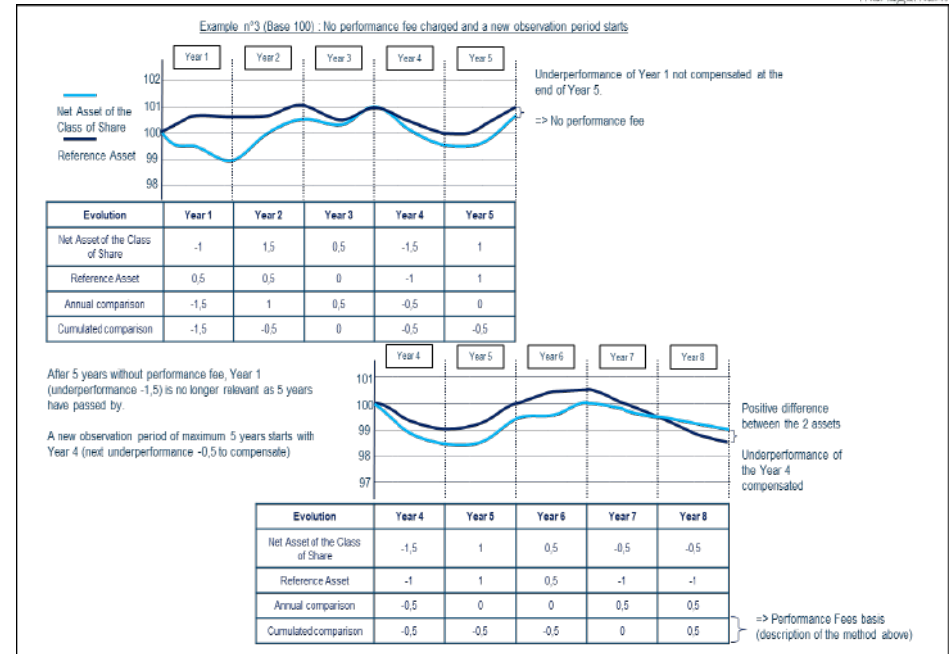 Example n°3 (Base 100) : No performance fee charged and a new observation period starts
Year 1 Year 2 Year 3 Year 4 Year 5
102
101
100
99
98
Net Asset of the
Class of Share
Reference Asset
Underperformance of Year 1 not compensated at the
end of Year 5.
=> No performance fee
Evolution Year 1 Year 2 Year 3 Year 4 Year 5
Net Asset of the Class
of Share -1 1,5 0,5 -1,5 1
Reference Asset 0,5 0,5 0 -1 1
Annual comparison -1,5 1 0,5 -0,5 0
Cumulated comparison -1,5 -0,5 0 -0,5 -0,5
After 5 years without performance fee, Year 1
(underperformance -1,5) is no longer relevant as 5 years
have passed by.
A new observation period of maximum 5 years starts with
Year 4 (next underperformance -0,5 to compensate)
Year 4 Year 5 Year 6 Year 7 Year 8
101
100
99
98
97
Positive difference
between the 2 assets
Underperformance of
the Year 4
compensated
Evolution Year 4 Year 5 Year 6 Year 7 Year 8
Net Asset of the Class
of Share -1,5 1 0,5 -0,5 -0,5
Reference Asset -1 1 0,5 -1 -1
Annual comparison -0,5 0 0 0,5 0,5
Cumulated comparison -0,5 -0,5 -0,5 0 0,5
=> Performance Fees basis
(description of the method above)